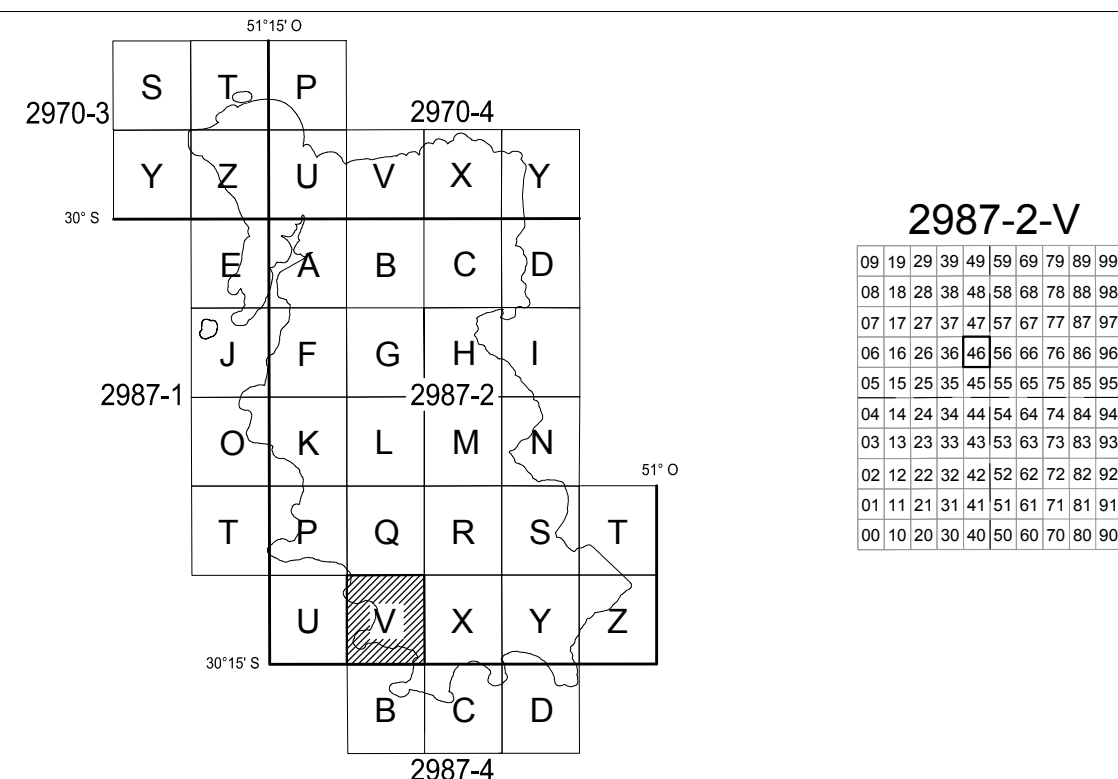 51°15' O
S T P
2970-3 2970-4
Y Z U V X Y
30° S
E A B C D
J F G H I
2987-1 2987-2
O K L M N
51° O
T P Q R S T
U V X Y Z
30°15' S
B C D
2987-4
2987-2-V
09 19 29 39 49 59 69 79 89 99
08 18 28 38 48 58 68 78 88 98
07 17 27 37 47 57 67 77 87 97
06 16 26 36 46 56 66 76 86 96
05 15 25 35 45 55 65 75 85 95
04 14 24 34 44 54 64 74 84 94
03 13 23 33 43 53 63 73 83 93
02 12 22 32 42 52 62 72 82 92
01 11 21 31 41 51 61 71 81 91
00 10 20 30 40 50 60 70 80 90